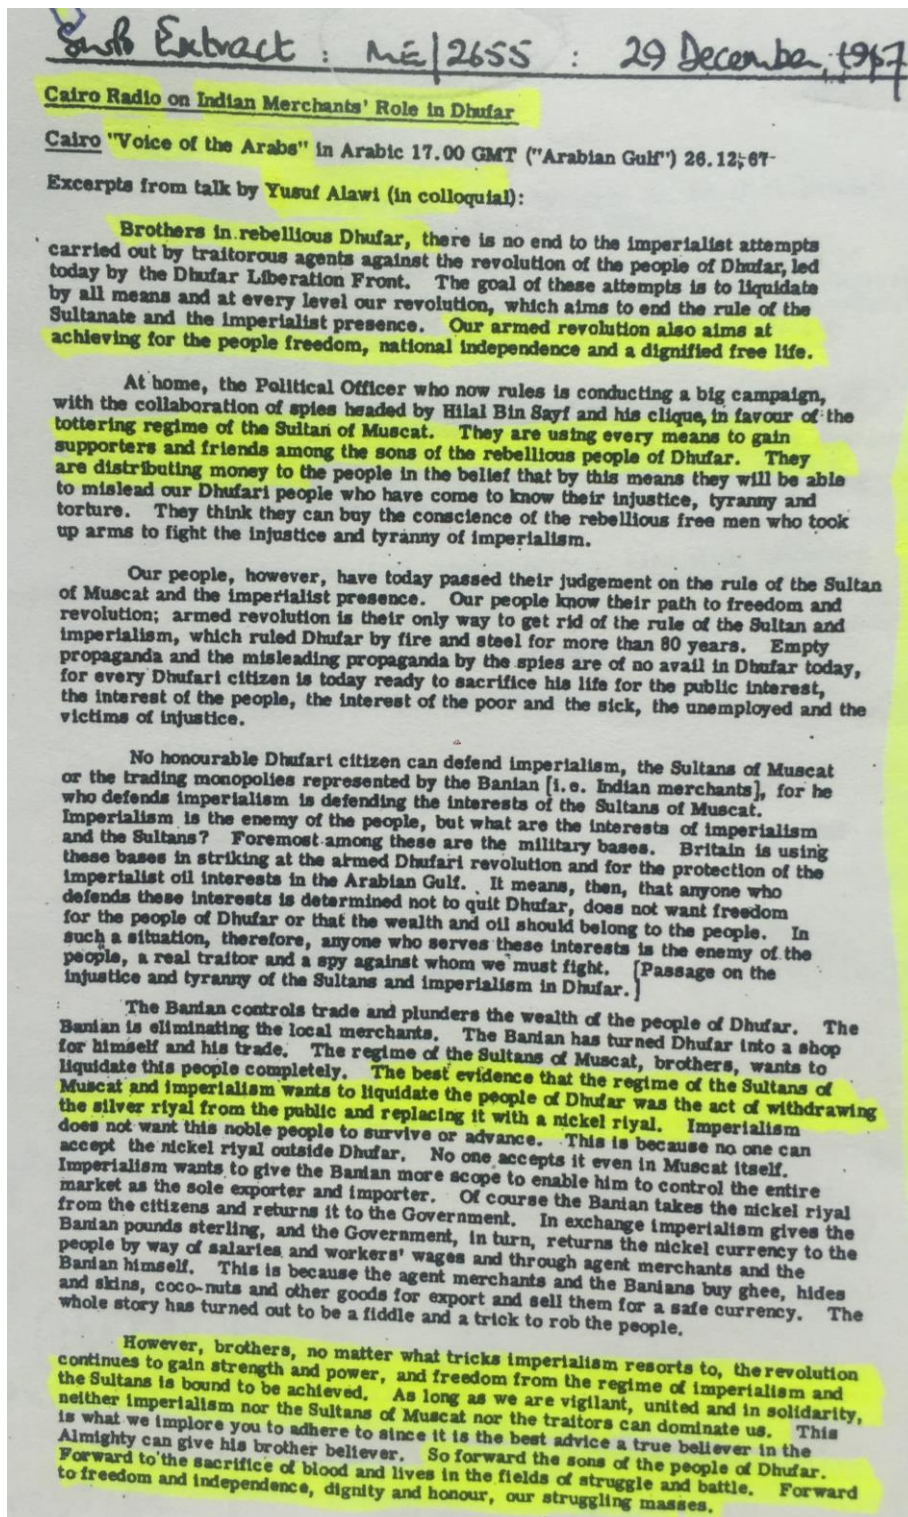 Swb Extract : ME/2655 : 29 December, 1967
Cairo Radio on Indian Merchants' Role in Dhufar
Cairo "Voice of the Arabs" in Arabic 17.00 GMT ("Arabian Gulf") 26.12.67
Excerpts from talk by Yusuf Alawi (in colloquial):
Brothers in rebellious Dhufar, there is no end to the imperialist attempts
carried out by traitorous agents against the revolution of the people of Dhufar, led
today by the Dhufar Liberation Front. The goal of these attempts is to liquidate
by all means and at every level our revolution, which aims to end the rule of the
Sultanate and the imperialist presence. Our armed revolution also aims at
achieving for the people freedom, national independence and a dignified free life.
At home, the Political Officer who now rules is conducting a big campaign,
with the collaboration of spies headed by Hilal Bin Sayf and his clique, in favour of the
tottering regime of the Sultan of Muscat. They are using every means to gain
supporters and friends among the sons of the rebellious people of Dhufar. They
are distributing money to the people in the belief that by this means they will be able
to mislead our Dhufari people who have come to know their injustice, tyranny and
torture. They think they can buy the conscience of the rebellious free men who took
up arms to fight the injustice and tyranny of imperialism.
Our people, however, have today passed their judgement on the rule of the Sultan
of Muscat and the imperialist presence. Our people know their path to freedom and
revolution; armed revolution is their only way to get rid of the rule of the Sultan and
imperialism, which ruled Dhufar by fire and steel for more than 80 years. Empty
propaganda and the misleading propaganda by the spies are of no avail in Dhufar today,
for every Dhufari citizen is today ready to sacrifice his life for the public interest,
the interest of the people, the interest of the poor and the sick, the unemployed and the
victims of injustice.
No honourable Dhufari citizen can defend imperialism, the Sultans of Muscat
or the trading monopolies represented by the Banian [i.e. Indian merchants], for he
who defends imperialism is defending the interests of the Sultans of Muscat.
Imperialism is the enemy of the people, but what are the interests of imperialism
and the Sultans? Foremost among these are the military bases. Britain is using
these bases in striking at the armed Dhufari revolution and for the protection of the
imperialist oil interests in the Arabian Gulf. It means, then, that anyone who
defends these interests is determined not to quit Dhufar, does not want freedom
for the people of Dhufar or that the wealth and oil should belong to the people. In
such a situation, therefore, anyone who serves these interests is the enemy of the
people, a real traitor and a spy against whom we must fight. [Passage on the
injustice and tyranny of the Sultans and imperialism in Dhufar.]
The Banian controls trade and plunders the wealth of the people of Dhufar. The
Banian is eliminating the local merchants. The Banian has turned Dhufar into a shop
for himself and his trade. The regime of the Sultans of Muscat, brothers, wants to
liquidate this people completely. The best evidence that the regime of the Sultans of
Muscat and imperialism wants to liquidate the people of Dhufar was the act of withdrawing
the silver riyal from the public and replacing it with a nickel riyal. Imperialism
does not want this noble people to survive or advance. This is because no one can
accept the nickel riyal outside Dhufar. No one accepts it even in Muscat itself.
Imperialism wants to give the Banian more scope to enable him to control the entire
market as the sole exporter and importer. Of course the Banian takes the nickel riyal
from the citizens and returns it to the Government. In exchange imperialism gives the
Banian pounds sterling, and the Government, in turn, returns the nickel currency to the
people by way of salaries and workers' wages and through agent merchants and the
Banian himself. This is because the agent merchants and the Banians buy ghee, hides
and skins, coco-nuts and other goods for export and sell them for a safe currency. The
whole story has turned out to be a fiddle and a trick to rob the people.
However, brothers, no matter what tricks imperialism resorts to, the revolution
continues to gain strength and power, and freedom from the regime of imperialism and
the Sultans is bound to be achieved. As long as we are vigilant, united and in solidarity,
neither imperialism nor the Sultans of Muscat nor the traitors can dominate us. This
is what we implore you to adhere to since it is the best advice a true believer in the
Almighty can give his brother believer. So forward the sons of the people of Dhufar.
Forward to the sacrifice of blood and lives in the fields of struggle and battle. Forward
to freedom and independence, dignity and honour, our struggling masses.